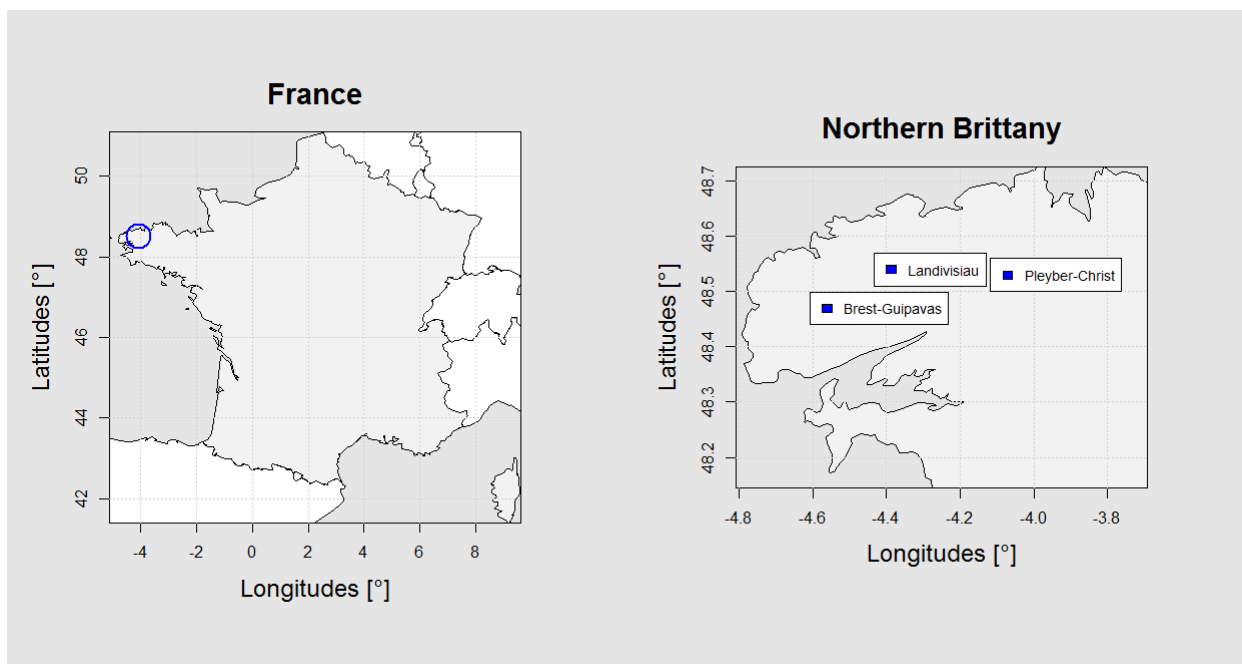 France
50
48
46
44
42
Latitudes [°]
-4 -2 0 2 4 6 8
Longitudes [°]
Northern Brittany
48.7
48.6
48.5
48.4
48.3
48.2
Latitudes [°]
Landivisiau
Pleyber-Christ
Brest-Guipavas
-4.8 -4.6 -4.4 -4.2 -4.0 -3.8
Longitudes [°]